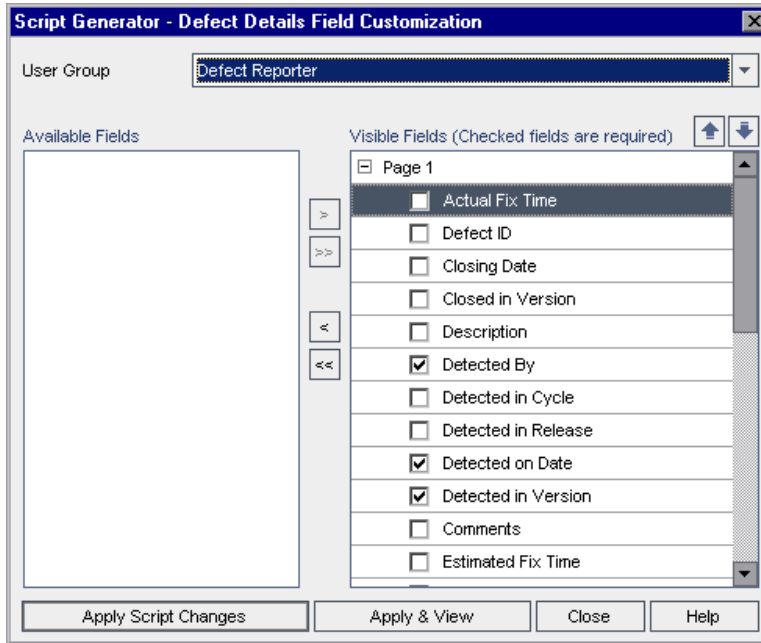 Script Generator - Defect Details Field Customization
User Group
Defect Reporter
Available Fields
Visible Fields (Checked fields are required)
Page 1
Actual Fix Time
Defect ID
Closing Date
Closed in Version
Description
Detected By
Detected in Cycle
Detected in Release
Detected on Date
Detected in Version
Comments
Estimated Fix Time
>
>>
<
<<
Apply Script Changes
Apply & View
Close
Help